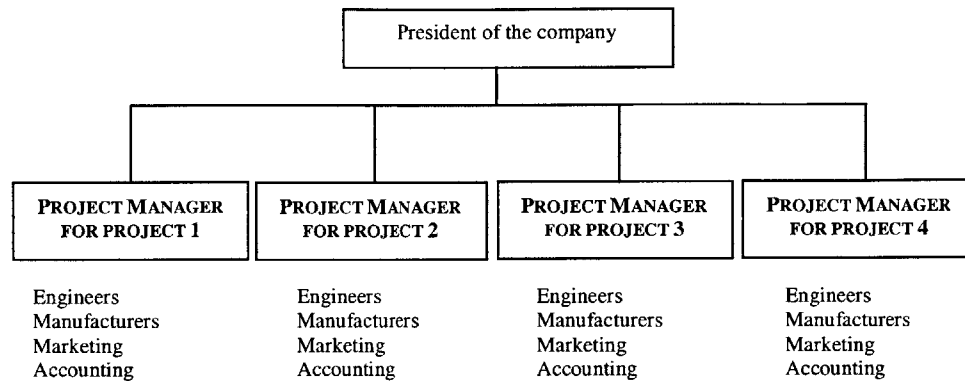 President of the company
PROJECT MANAGER
FOR PROJECT 1
PROJECT MANAGER
FOR PROJECT 2
PROJECT MANAGER
FOR PROJECT 3
PROJECT MANAGER
FOR PROJECT 4
Engineers
Manufacturers
Marketing
Accounting
Engineers
Manufacturers
Marketing
Accounting
Engineers
Manufacturers
Marketing
Accounting
Engineers
Manufacturers
Marketing
Accounting